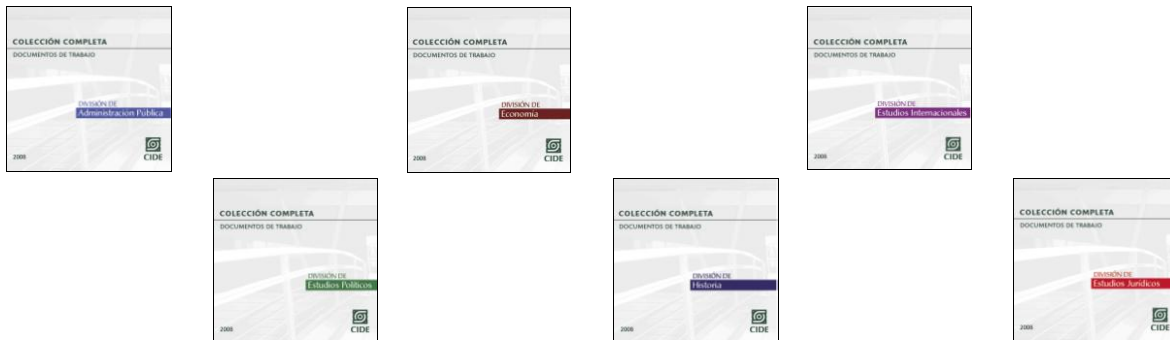 COLECCIÓN COMPLETA
DOCUMENTOS DE TRABAJO
DIVISIÓN DE
Administración Pública
2008
CIDE
COLECCIÓN COMPLETA
DOCUMENTOS DE TRABAJO
DIVISIÓN DE
Economía
2008
CIDE
COLECCIÓN COMPLETA
DOCUMENTOS DE TRABAJO
DIVISIÓN DE
Estudios Internacionales
2008
CIDE
COLECCIÓN COMPLETA
DOCUMENTOS DE TRABAJO
DIVISIÓN DE
Estudios Políticos
2008
CIDE
COLECCIÓN COMPLETA
DOCUMENTOS DE TRABAJO
DIVISIÓN DE
Historia
2008
CIDE
COLECCIÓN COMPLETA
DOCUMENTOS DE TRABAJO
DIVISIÓN DE
Estudios Jurídicos
2008
CIDE